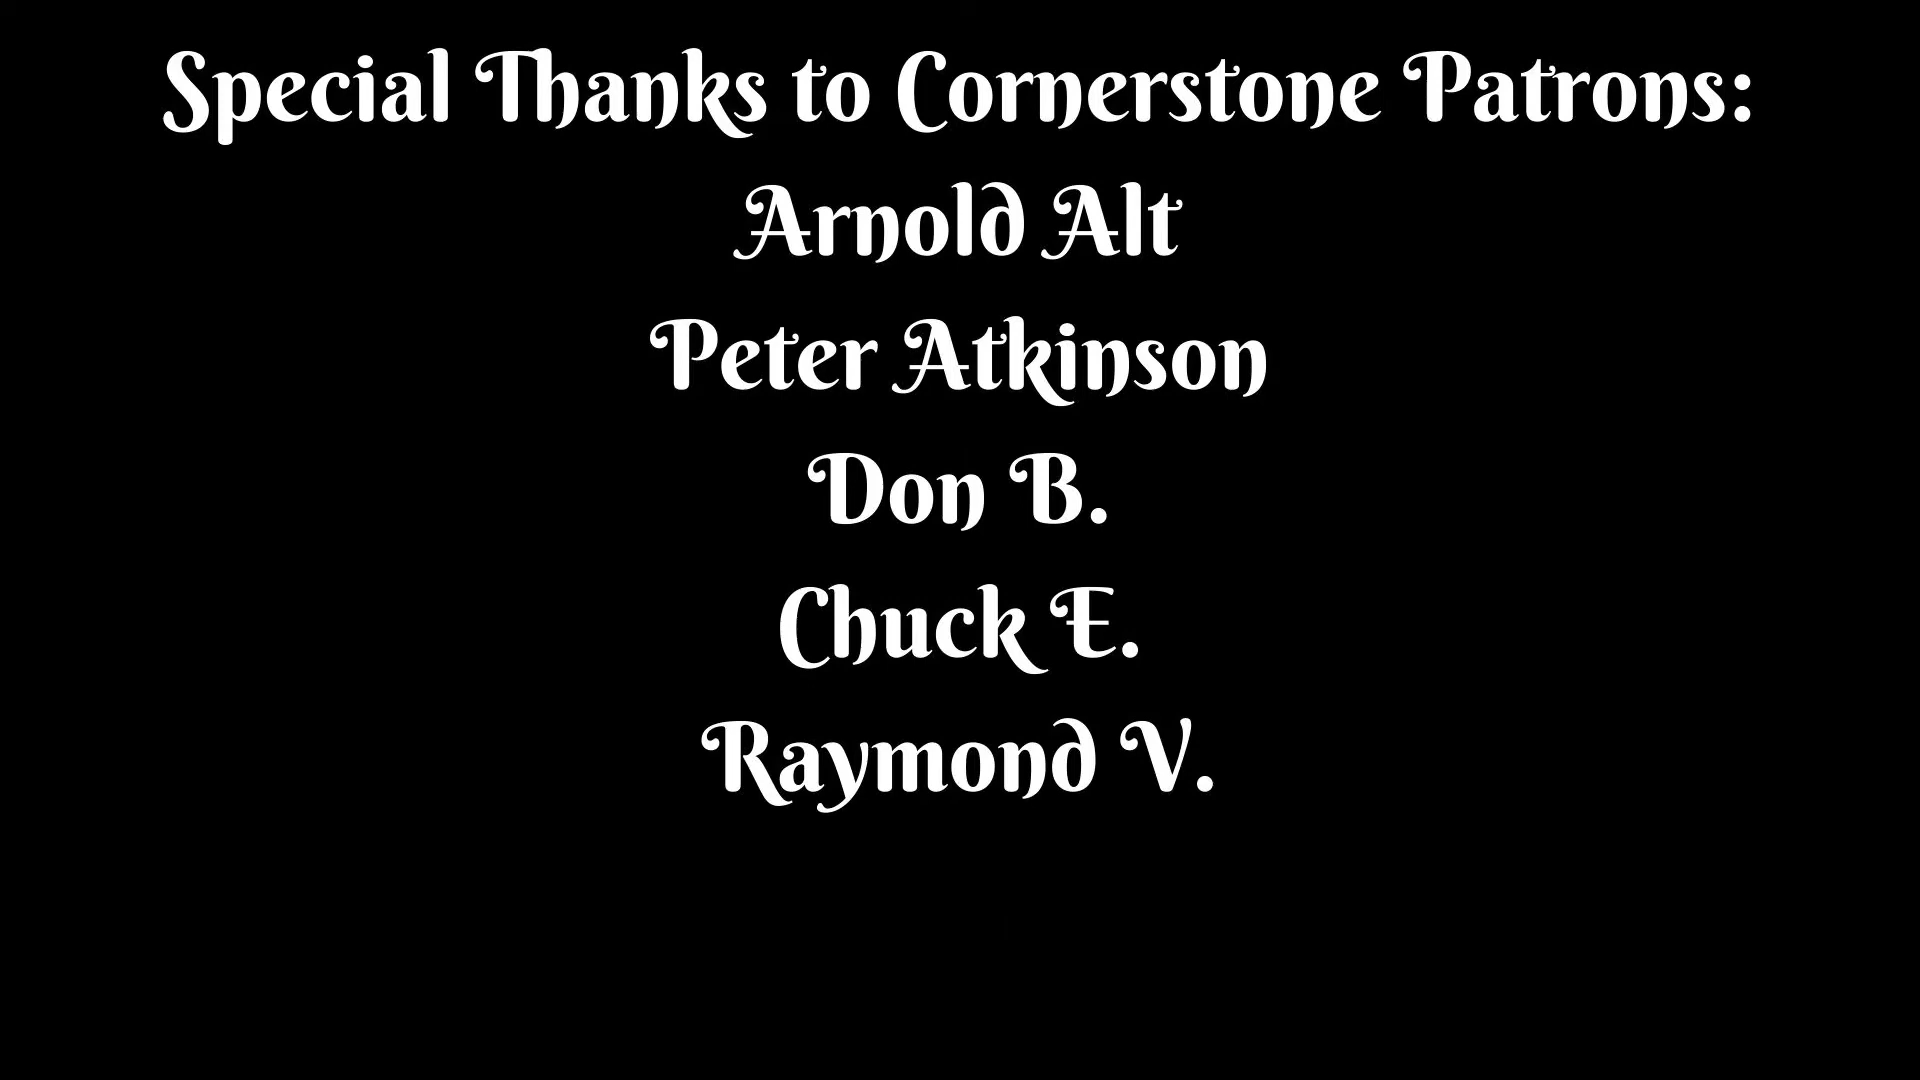 Special Thanks to Cornerstone Patrons:
Arnold Alt
Peter Atkinson
Don B.
Chuck E.
Raymond V.